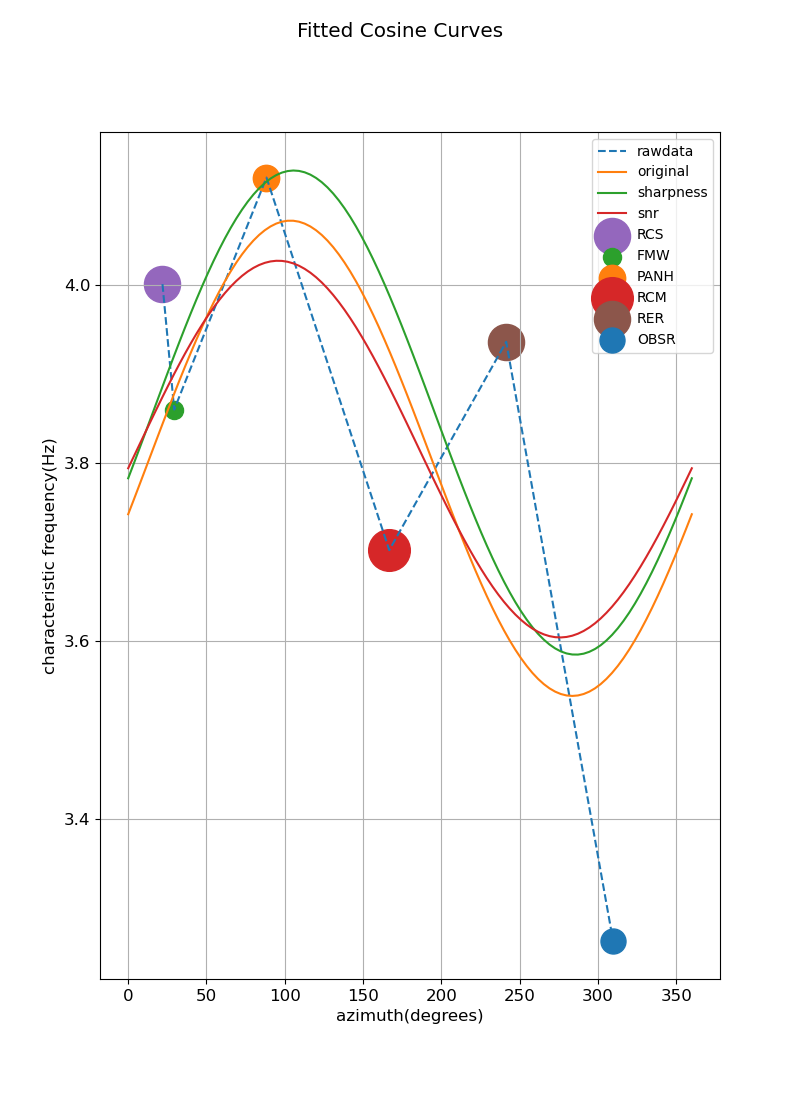 Fitted Cosine Curves
rawdata
original
sharpness
snr
RCS
FMW
PANH
RCM
RER
OBSR
4.0
3.8
3.6
3.4
characteristic frequency(Hz)
0 50 100 150 200 250 300 350
azimuth(degrees)